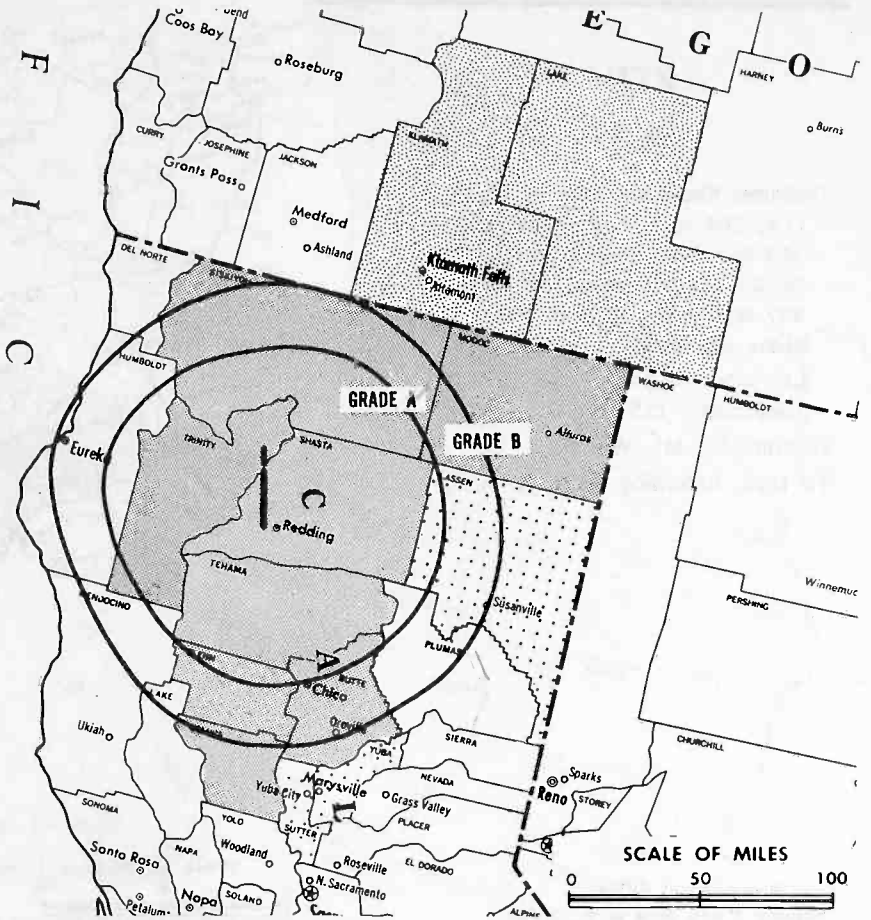 Coos Bay
Bend
E G O
F I C
Roseburg
LAKE
HARNEY
Burns
CURRY
JOSEPHINE
JACKSON
KLAMATH
Grants Pass
Medford
Ashland
DEL NORTE
SISKIYOU
Klamath Falls
Altamont
MODOC
WASHOE
HUMBOLDT
HUMBOLDT
GRADE A
GRADE B
Alturas
Eureka
TRINITY
SHASTA
ASSEN
C
Redding
TEHAMA
Susanville
Winnemuc
PERSHING
ENDOCINO
PLUMAS
GLENN
A
BUTTE
Chico
LAKE
Oroville
Ukiah
COLUSA
YUBA
SIERRA
CHURCHILL
Marysville
Yuba City
NEVADA
Grass Valley
Sparks
Reno
STOREY
SONOMA
YOLO
SUTTER
L
PLACER
Santa Rosa
NAPA
Woodland
Roseville
EL DORADO
SCALE OF MILES
Petalum
Napa
SOLANO
N. Sacramento
ALPINE
0 50 100